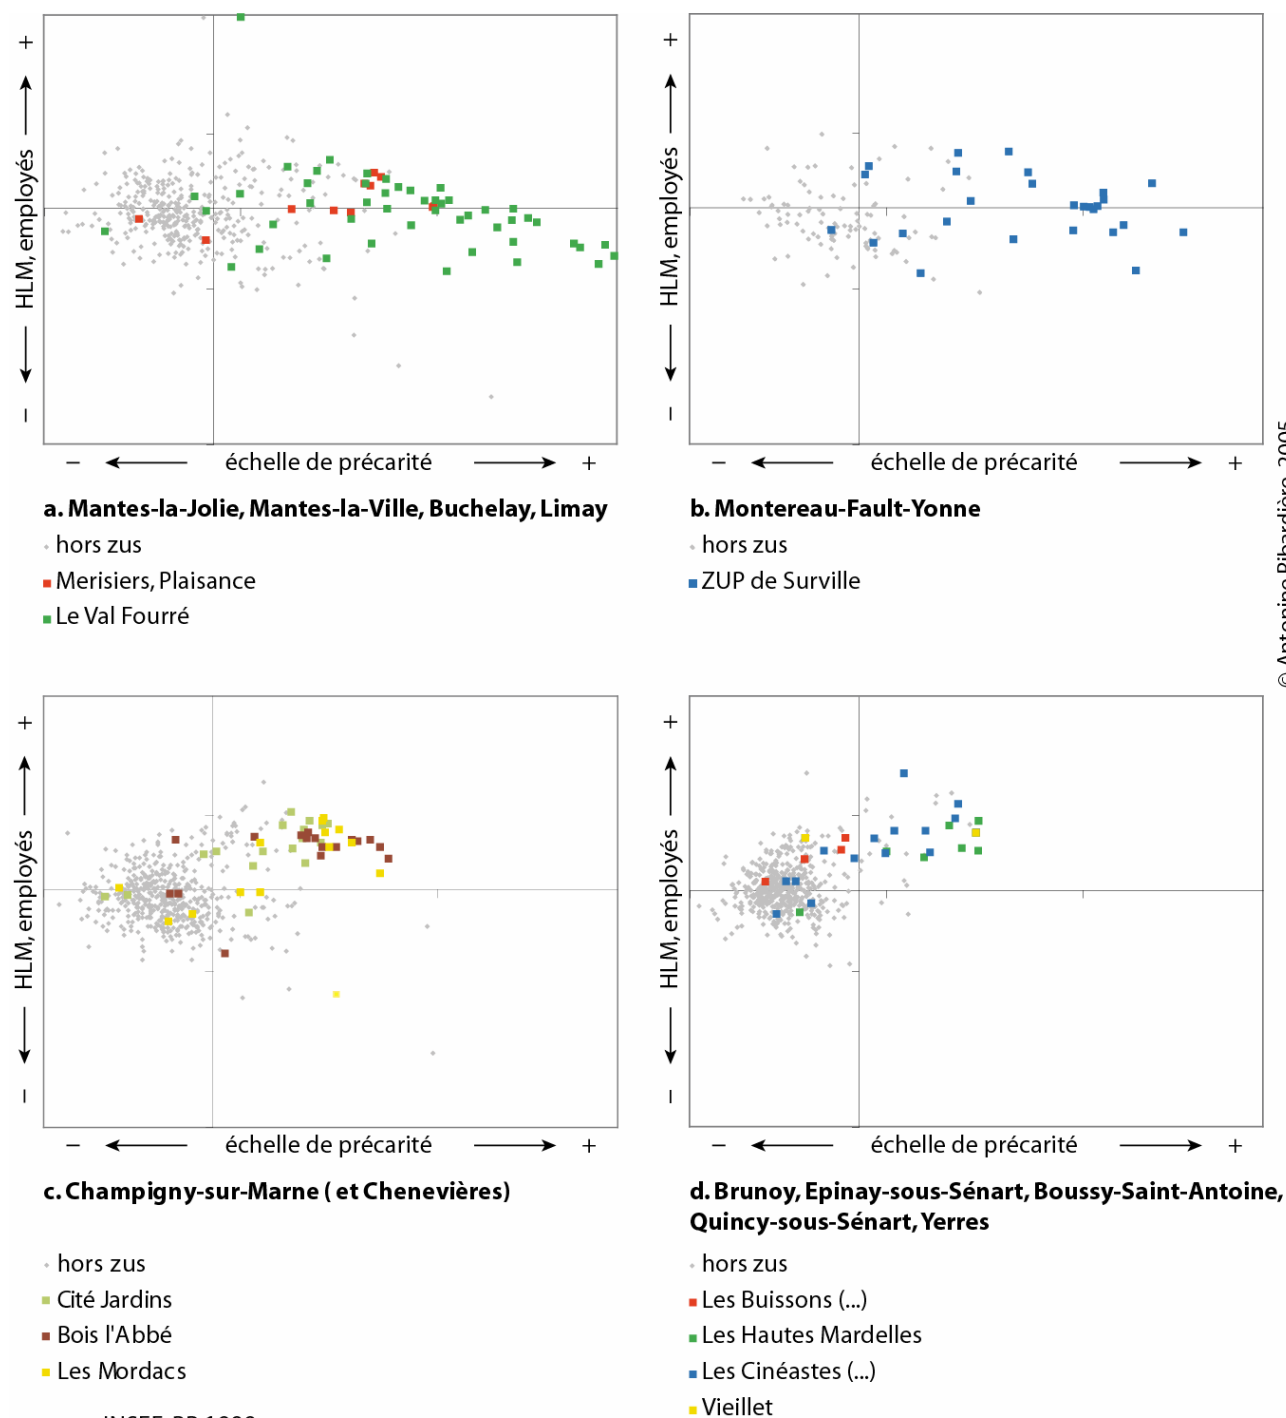 +
HLM, employés
−
− échelle de précarité +
a. Mantes-la-Jolie, Mantes-la-Ville, Buchelay, Limay
hors zus
Merisiers, Plaisance
Le Val Fourré
+
HLM, employés
−
− échelle de précarité +
b. Montereau-Fault-Yonne
hors zus
ZUP de Surville
© Antonine Ribardière, 2005
+
HLM, employés
−
− échelle de précarité +
c. Champigny-sur-Marne ( et Chenevières)
hors zus
Cité Jardins
Bois l'Abbé
Les Mordacs
+
HLM, employés
−
− échelle de précarité +
d. Brunoy, Epinay-sous-Sénart, Boussy-Saint-Antoine,
Quincy-sous-Sénart, Yerres
hors zus
Les Buissons (...)
Les Hautes Mardelles
Les Cinéastes (...)
Vieillet